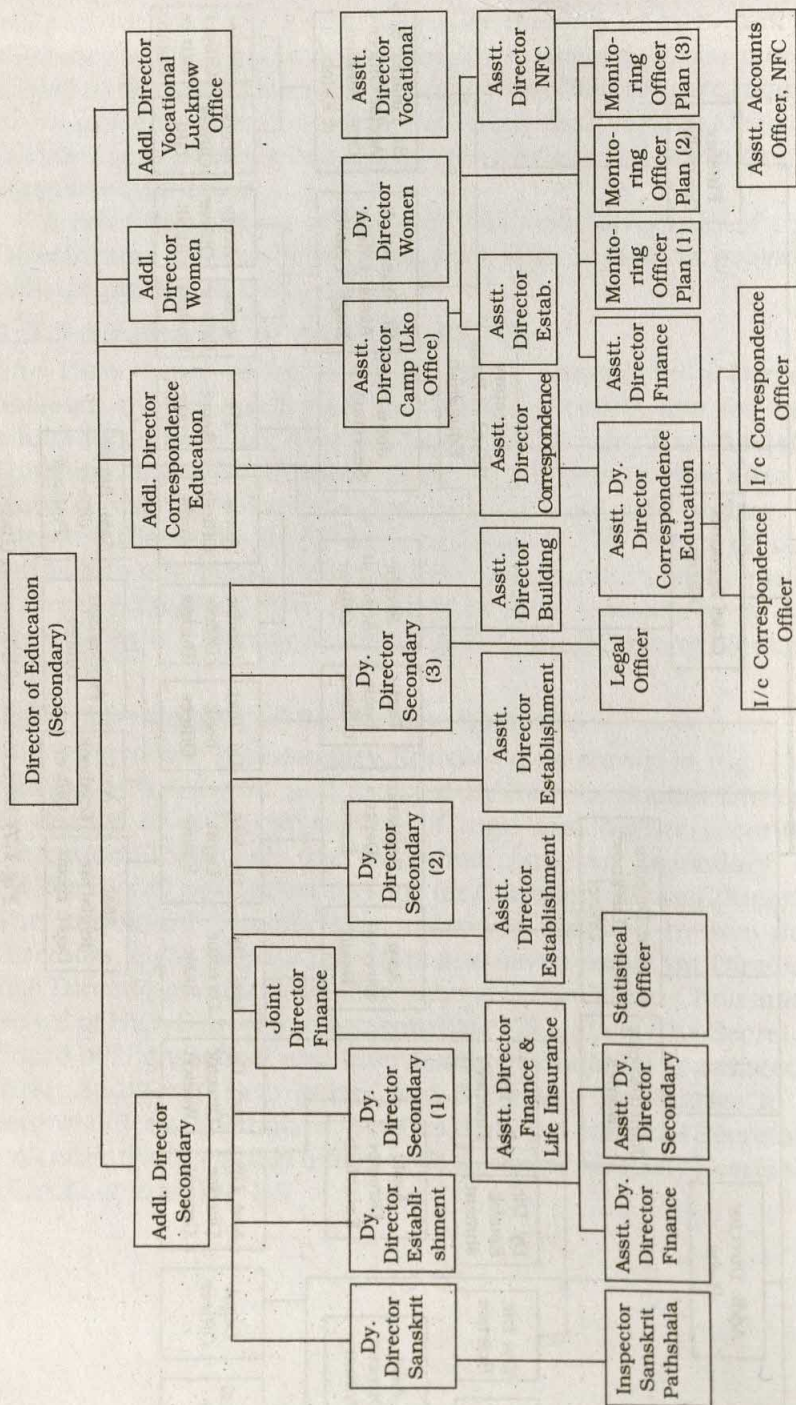 Director of Education
(Secondary)
Addl. Director
Secondary
Addl. Director
Correspondence
Education
Addl.
Director
Women
Addl. Director
Vocational
Lucknow
Office
Joint
Director
Finance
Dy.
Director
Sanskrit
Dy.
Director
Establi-
shment
Dy.
Director
Secondary
(1)
Dy.
Director
Secondary
(2)
Dy.
Director
Secondary
(3)
Asstt.
Director
Camp (Lko
Office)
Dy.
Director
Women
Asstt.
Director
Vocational
Asstt. Director
Finance &
Life Insurance
Asstt.
Director
Establishment
Asstt.
Director
Establishment
Asstt.
Director
Building
Asstt.
Director
Correspondence
Asstt.
Director
Estab.
Asstt.
Director
NFC
Inspector
Sanskrit
Pathshala
Asstt. Dy.
Director
Finance
Asstt. Dy.
Director
Secondary
Statistical
Officer
Legal
Officer
Asstt. Dy.
Director
Correspondence
Education
Asstt.
Director
Finance
Monito-
ring
Officer
Plan (1)
Monito-
ring
Officer
Plan (2)
Monito-
ring
Officer
Plan (3)
I/c Correspondence
Officer
I/c Correspondence
Officer
Asstt. Accounts
Officer, NFC